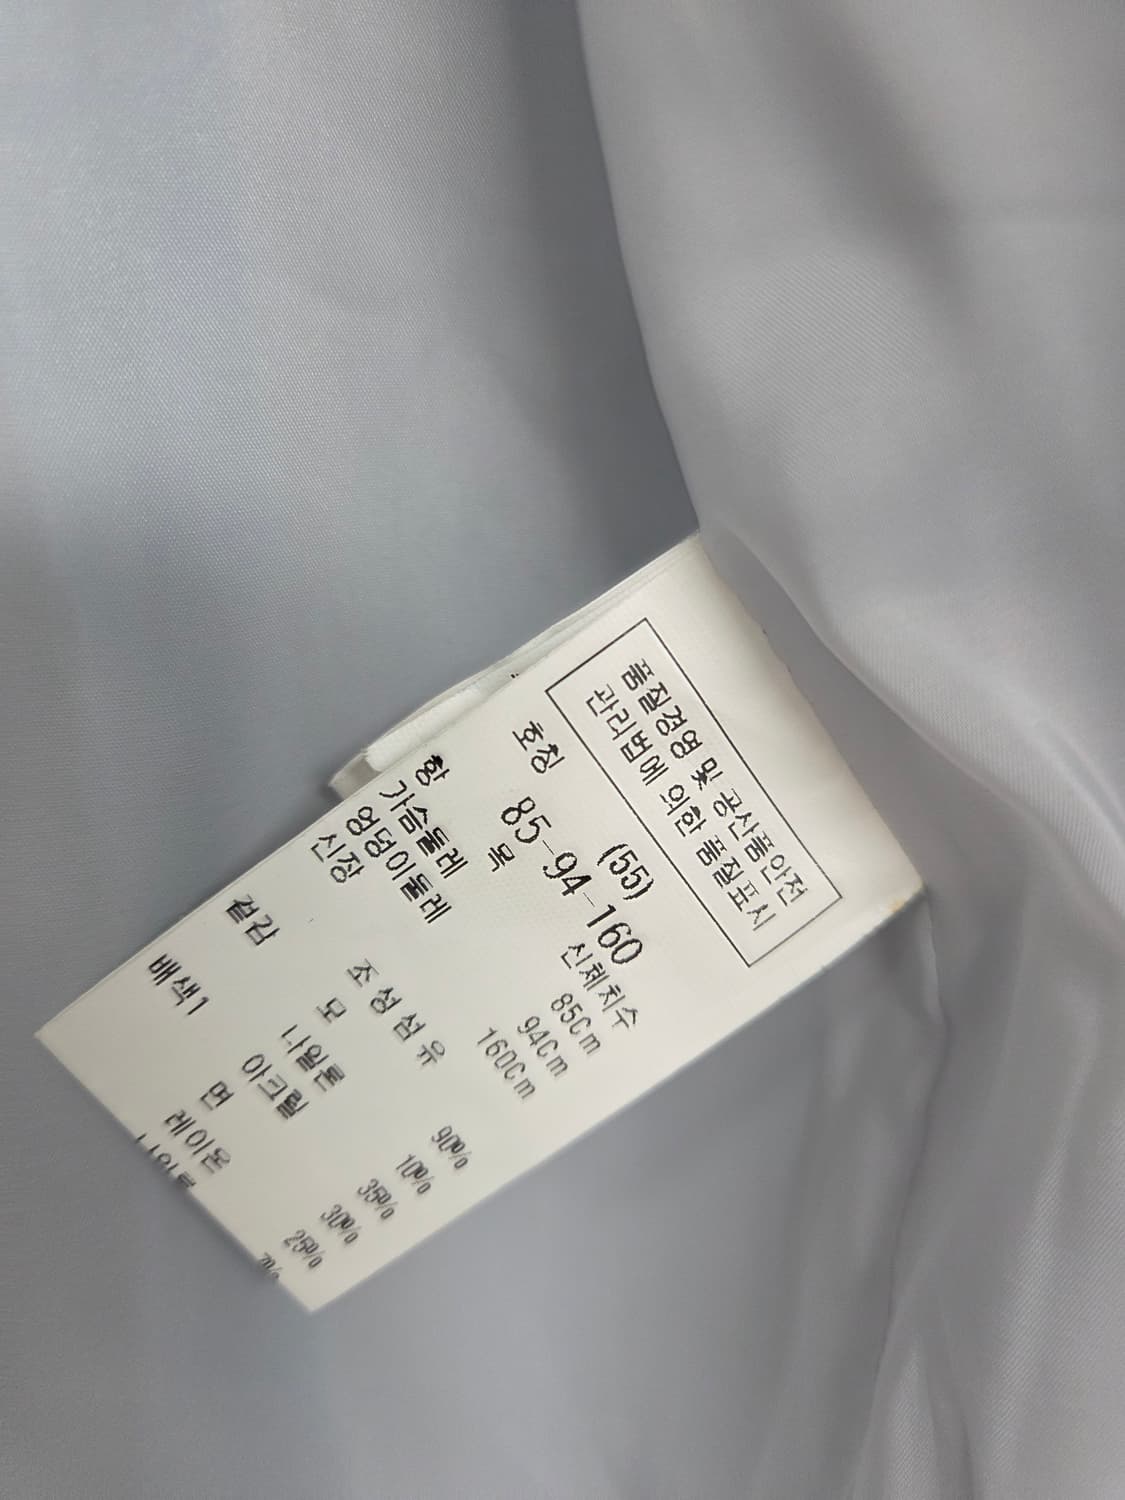 품질경영 및 공산품안전
관리법에 의한 품질표시
(55)
호칭 85-94-160
항 목 신체치수
가슴둘레 85Cm
엉덩이둘레 94Cm
신장 160Cm
조성섬유
겉감 모 90%
나일론 10%
배색1 아크릴 35%
면 30%
레이온 25%